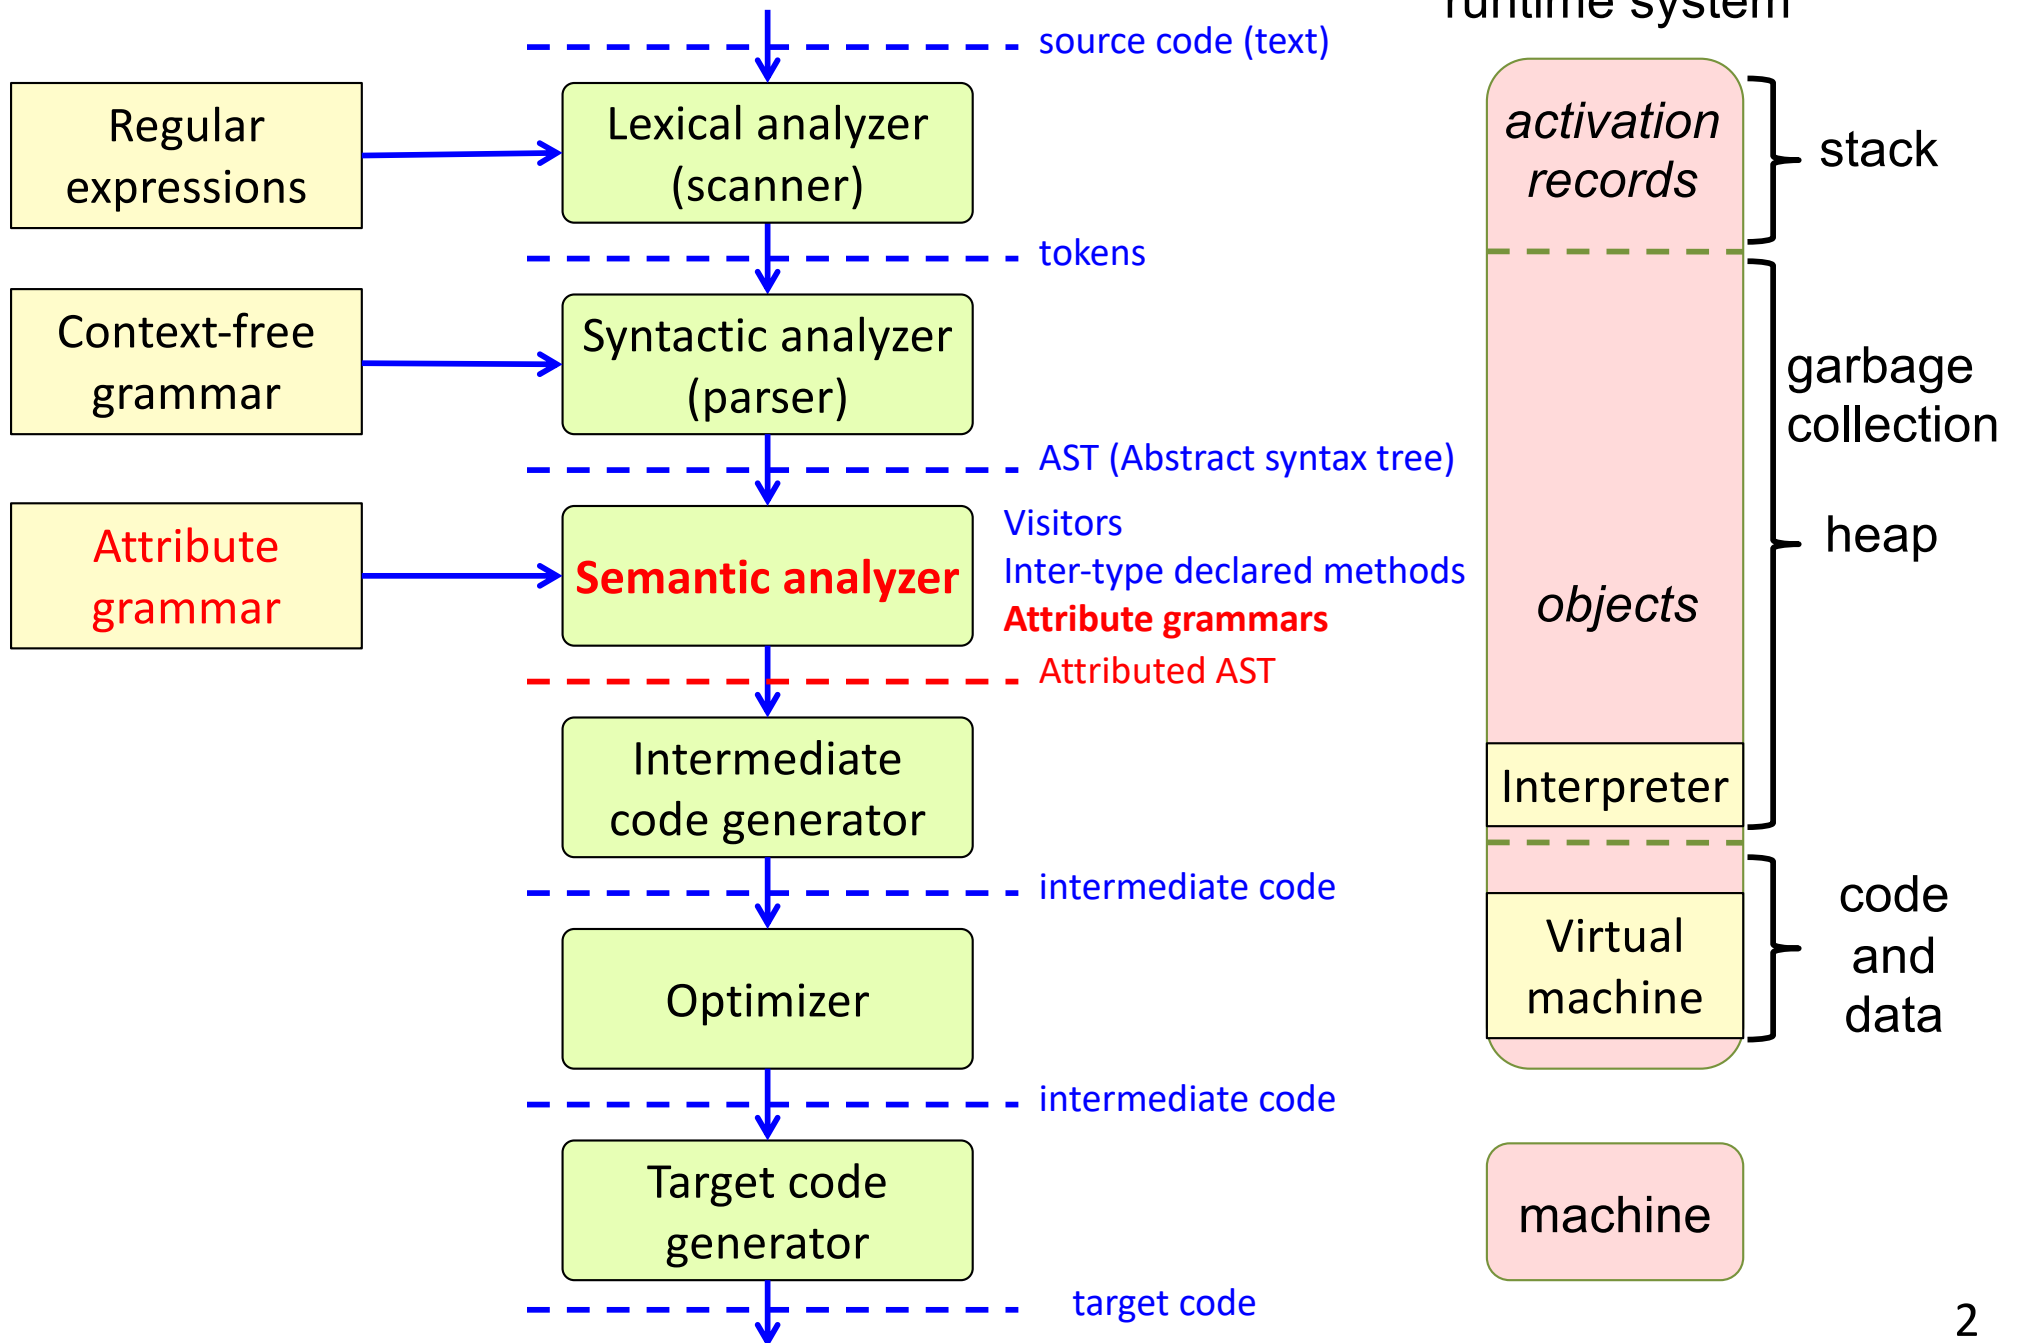 runtime system
source code (text)
Regular
expressions
Lexical analyzer
(scanner)
tokens
Context-free
grammar
Syntactic analyzer
(parser)
AST (Abstract syntax tree)
Attribute
grammar
Semantic analyzer
Visitors
Inter-type declared methods
Attribute grammars
Attributed AST
Intermediate
code generator
intermediate code
Optimizer
intermediate code
Target code
generator
target code
activation
records
stack
objects
garbage
collection
heap
Interpreter
Virtual
machine
code
and
data
machine
2